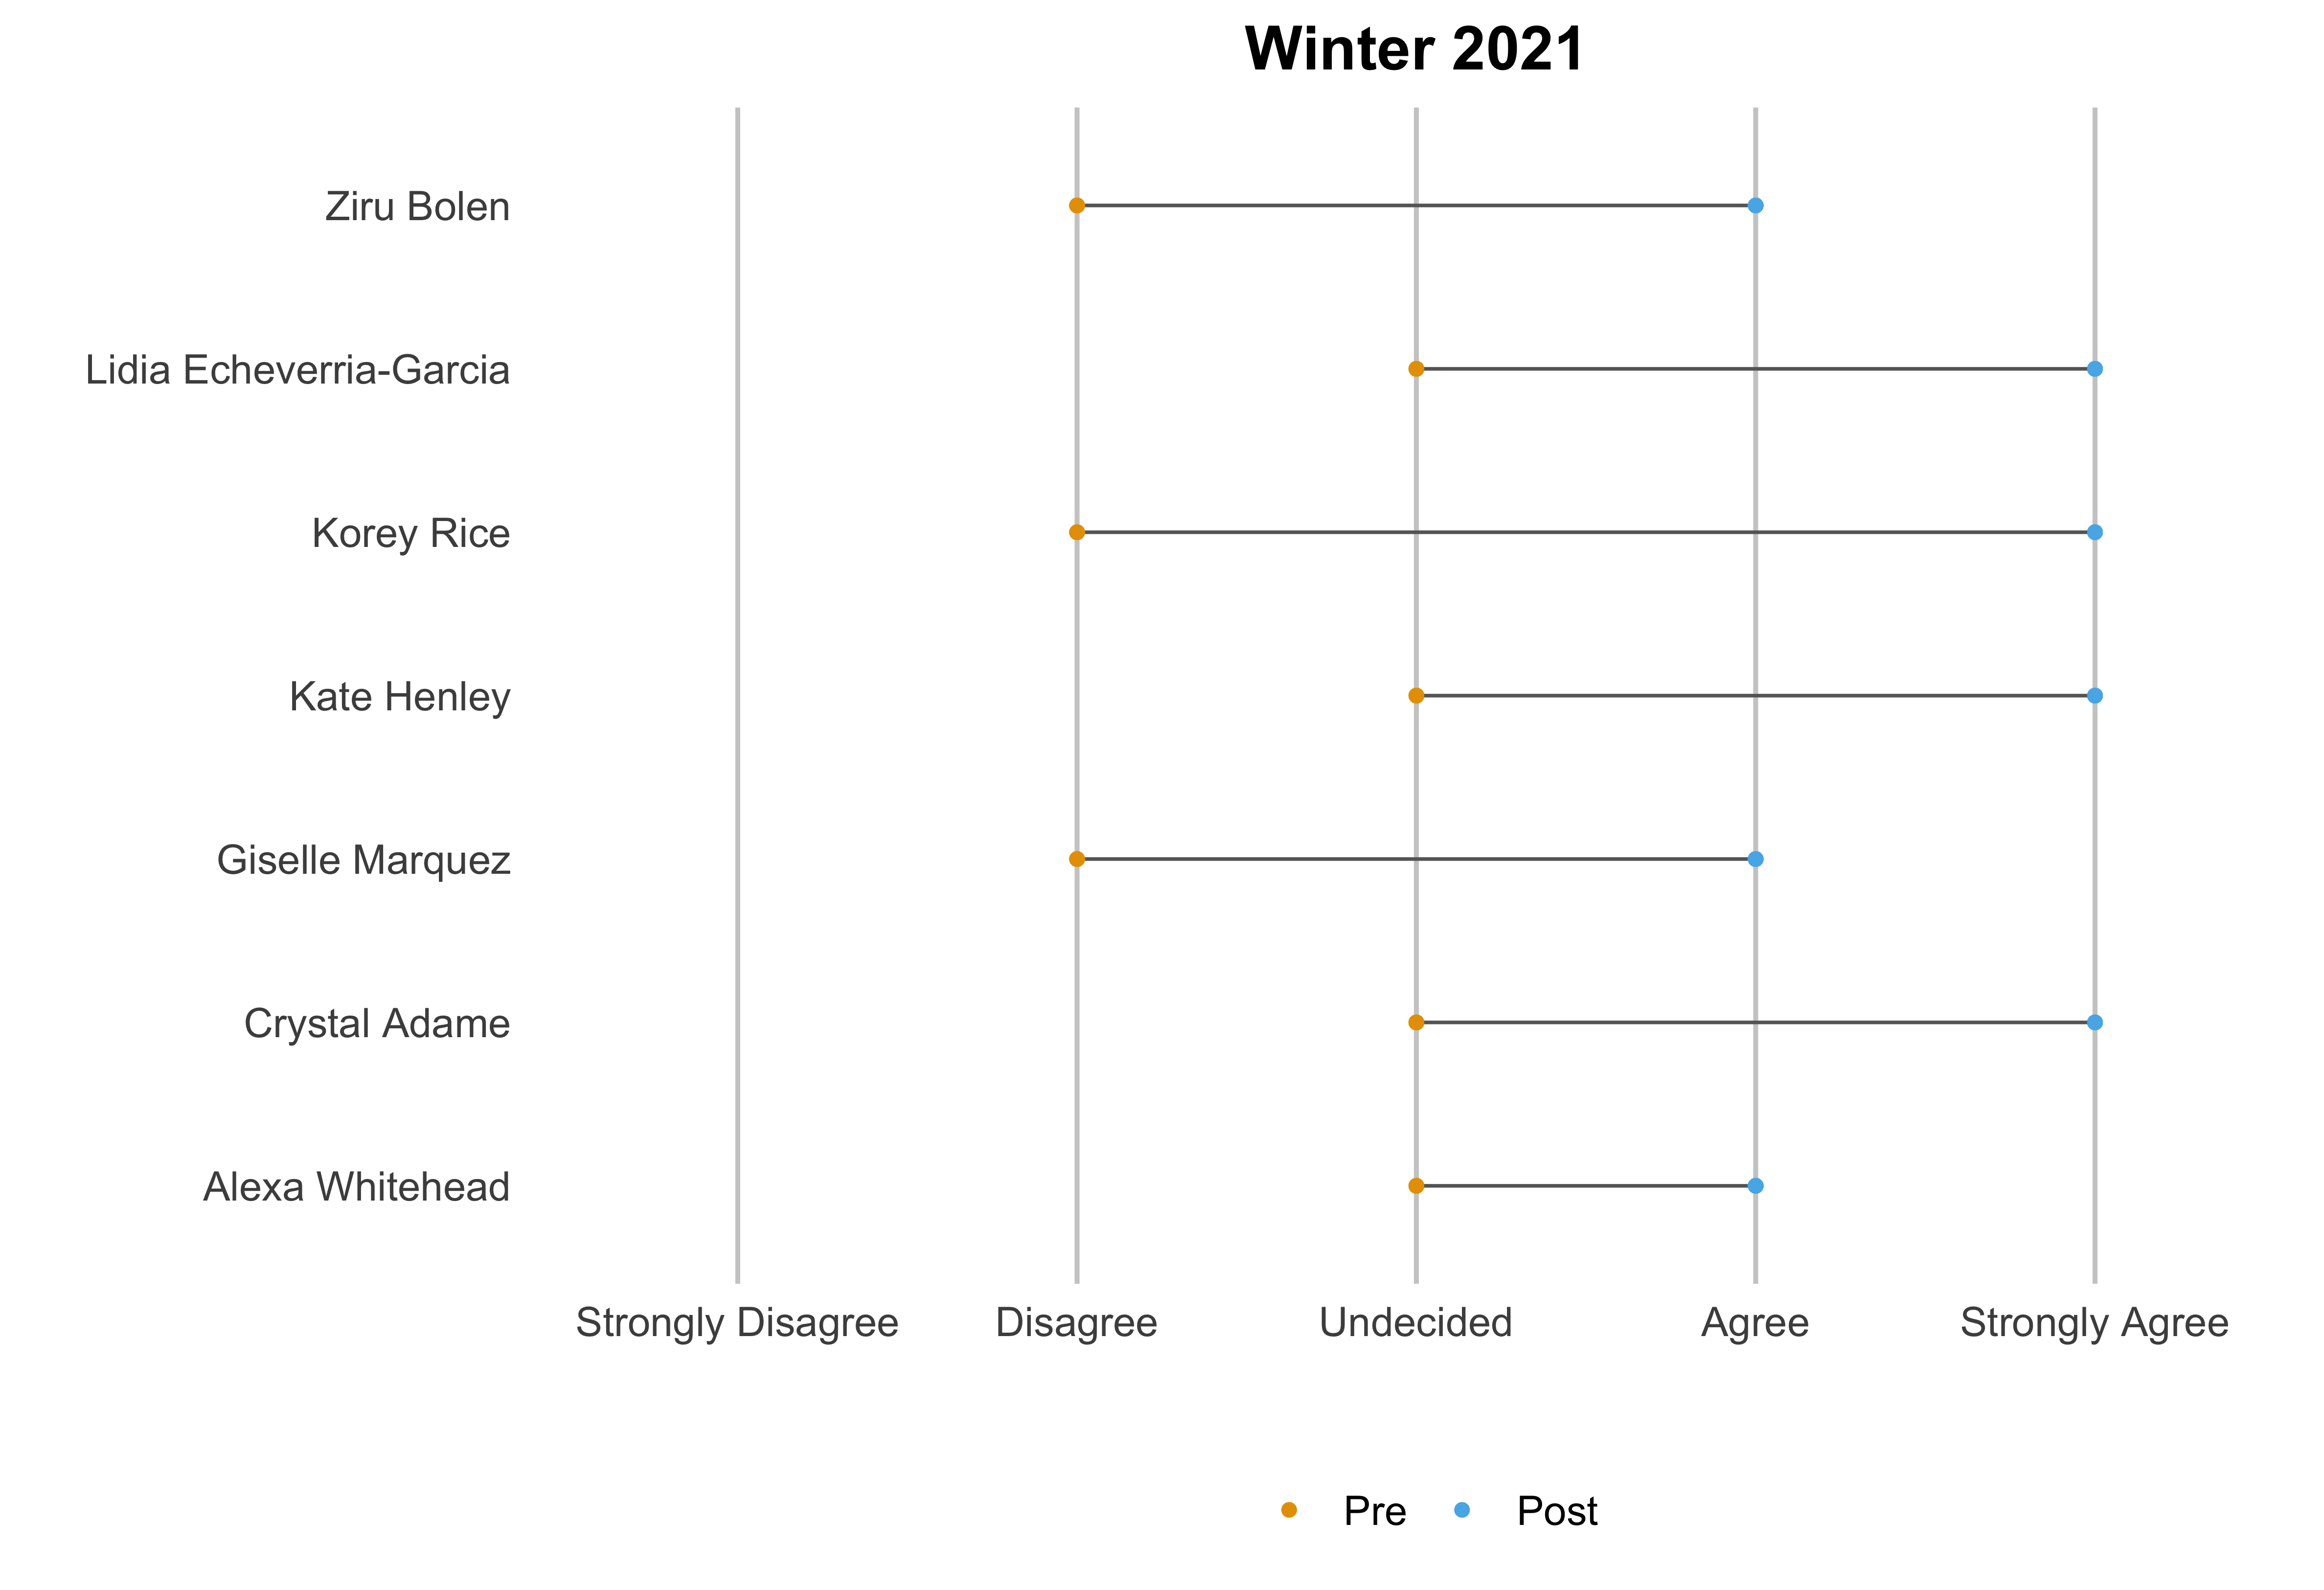 Winter 2021
Ziru Bolen
Lidia Echeverria-Garcia
Korey Rice
Kate Henley
Giselle Marquez
Crystal Adame
Alexa Whitehead
Strongly Disagree Disagree Undecided Agree Strongly Agree
Pre Post